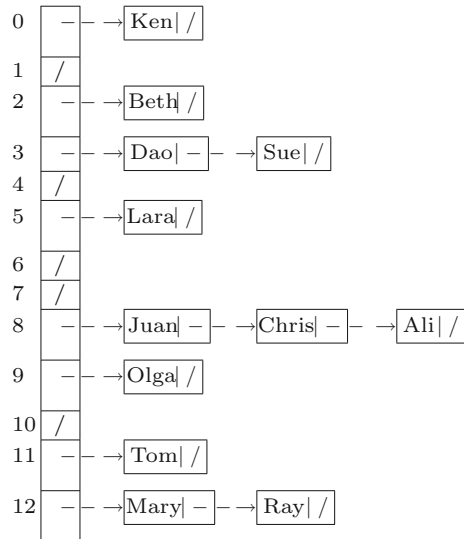 0 Ken| /
1 /
2 Beth| /
3 Dao| – Sue| /
4 /
5 Lara| /
6 /
7 /
8 Juan| – Chris| – Ali| /
9 Olga| /
10 /
11 Tom| /
12 Mary| – Ray| /